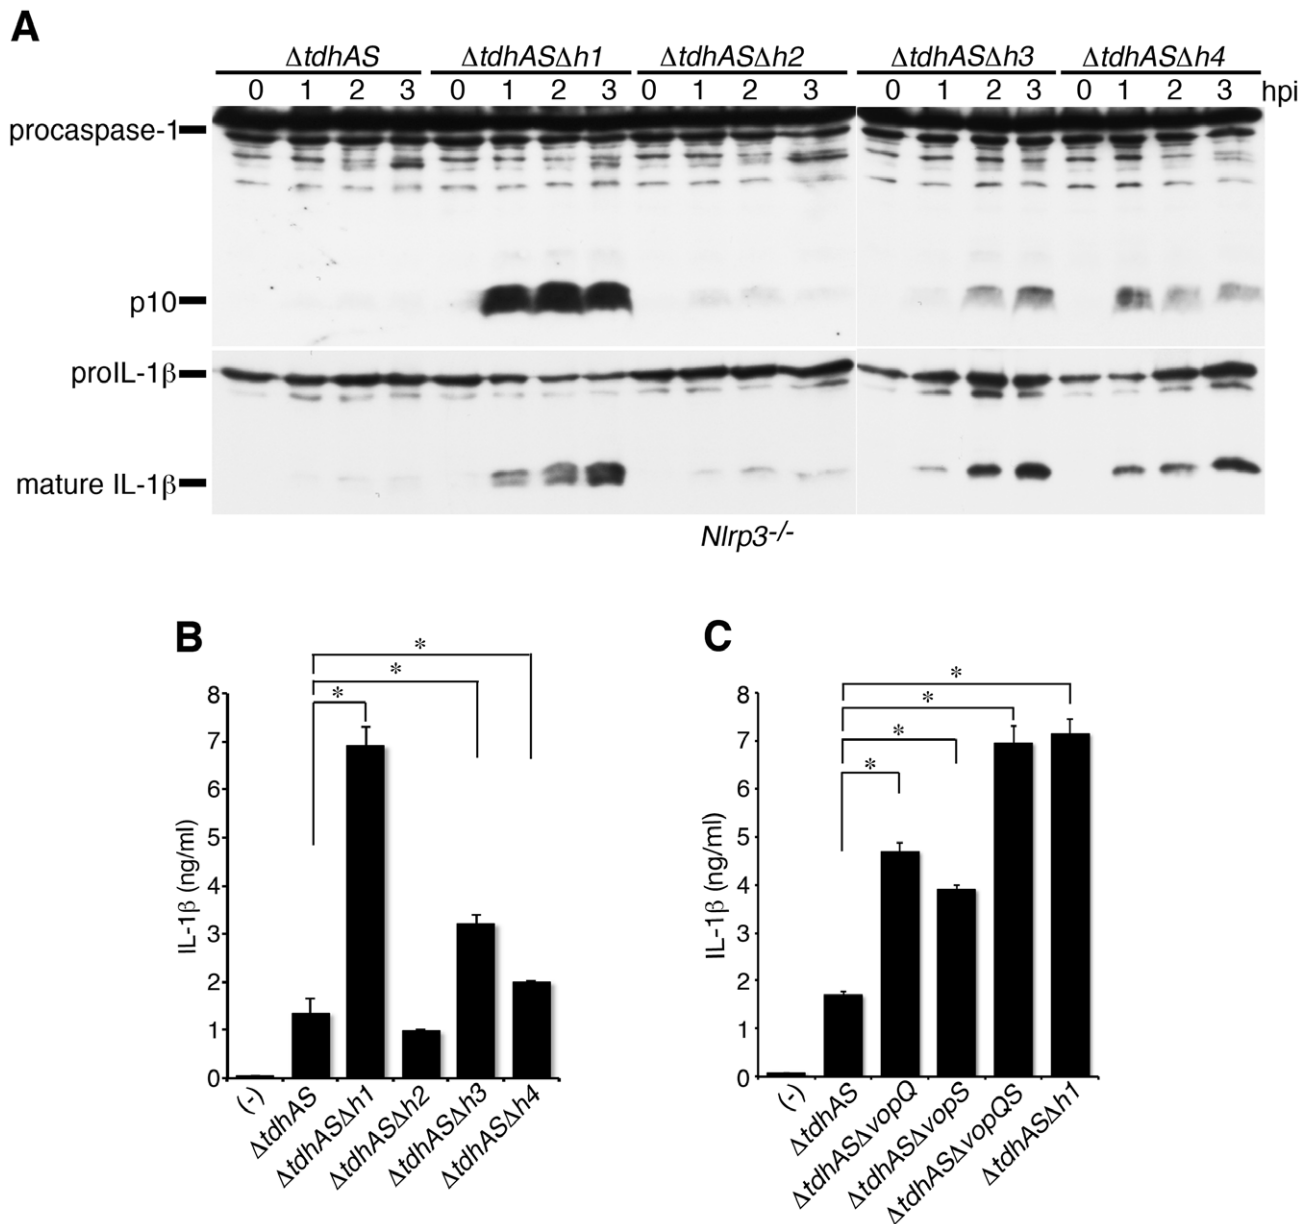 A
ΔtdhAS ΔtdhASΔh1 ΔtdhASΔh2 ΔtdhASΔh3 ΔtdhASΔh4
0 1 2 3 0 1 2 3 0 1 2 3 0 1 2 3 0 1 2 3 hpi
procaspase-1
p10
proIL-1β
mature IL-1β
Nlrp3-/-
B
*
*
*
8
7
6
5
4
3
2
1
0
IL-1β (ng/ml)
(-) ΔtdhAS ΔtdhASΔh1 ΔtdhASΔh2 ΔtdhASΔh3 ΔtdhASΔh4
C
*
*
*
*
8
7
6
5
4
3
2
1
0
IL-1β (ng/ml)
(-) ΔtdhAS ΔtdhASΔvopQ ΔtdhASΔvopS ΔtdhASΔvopQS ΔtdhASΔh1